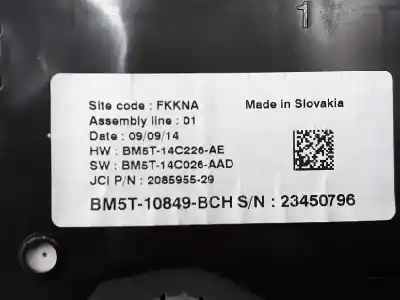 1
Site code : FKKNA
Made in Slovakia
Assembly line : 01
Date : 09/09/14
HW : BM5T-14C226-AE
SW : BM5T-14C026-AAD
JCI P/N : 2085955-29
BM5T-10849-BCH S/N : 23450796